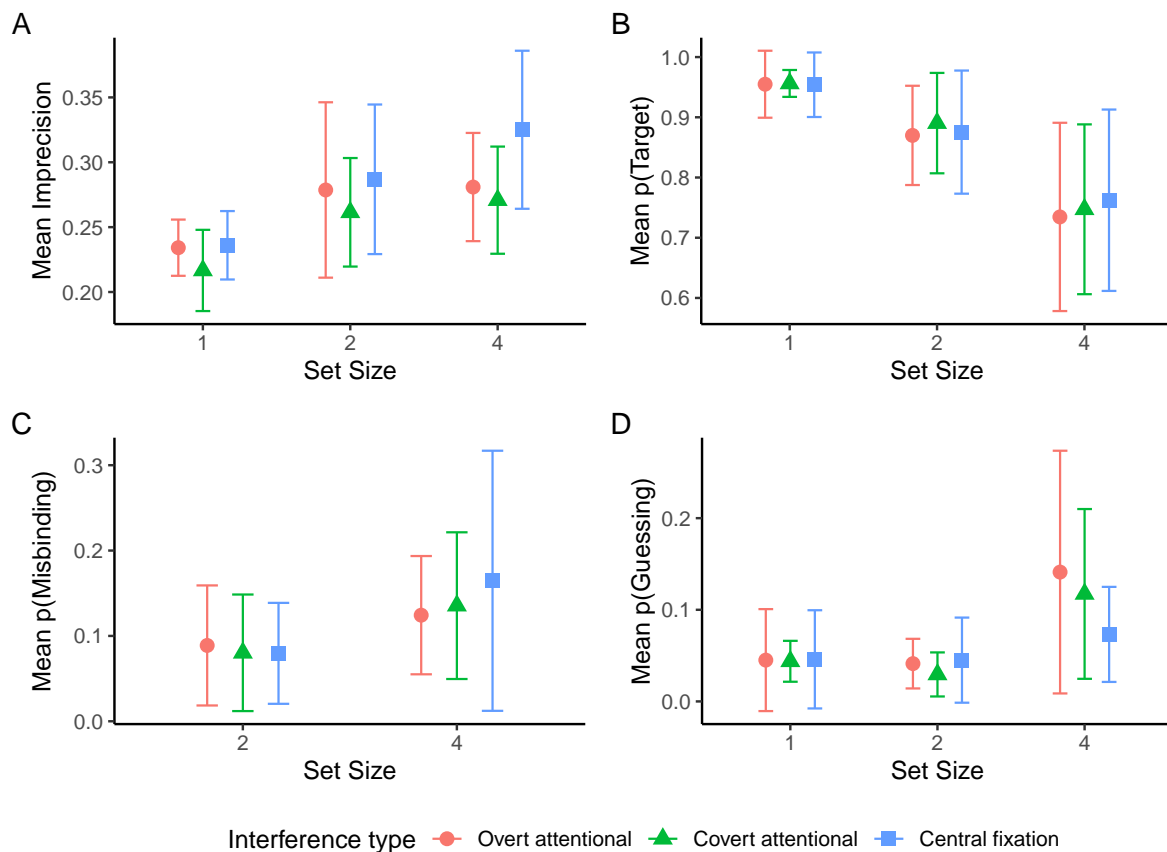 A
Mean Imprecision
0.35
0.30
0.25
0.20
1 2 4
Set Size
B
Mean p(Target)
1.0
0.9
0.8
0.7
0.6
1 2 4
Set Size
C
Mean p(Misbinding)
0.3
0.2
0.1
0.0
2 4
Set Size
D
Mean p(Guessing)
0.2
0.1
0.0
1 2 4
Set Size
Interference type Overt attentional Covert attentional Central fixation